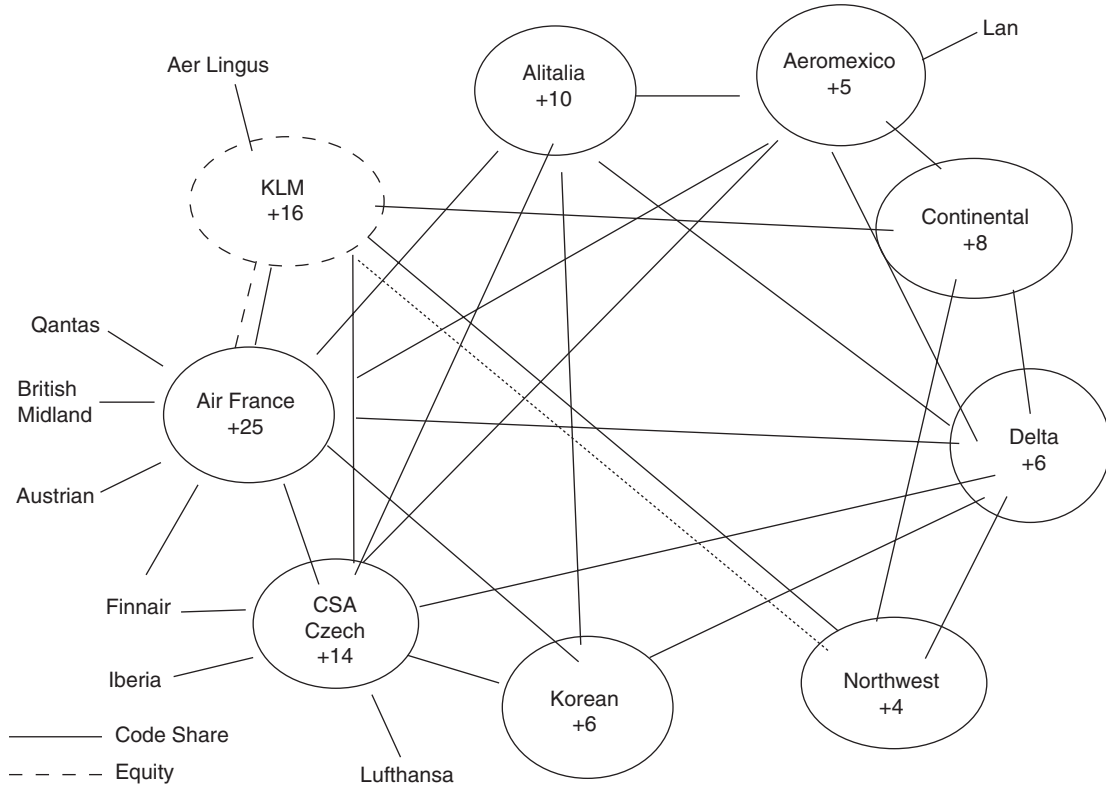 Lan
Aeromexico
+5
Aer Lingus
Alitalia
+10
KLM
+16
Continental
+8
Qantas
British
Midland
Air France
+25
Delta
+6
Austrian
Finnair
CSA
Czech
+14
Iberia
Korean
+6
Northwest
+4
Code Share
Equity
Lufthansa